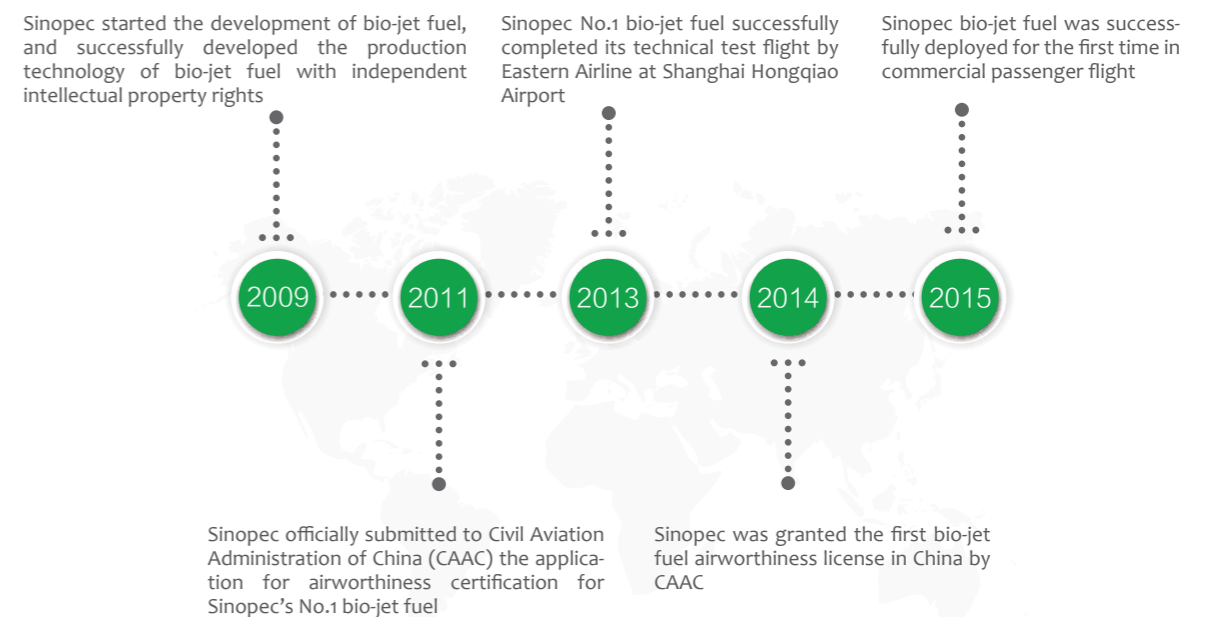 Sinopec started the development of bio-jet fuel,
and successfully developed the production
technology of bio-jet fuel with independent
intellectual property rights
Sinopec No.1 bio-jet fuel successfully
completed its technical test flight by
Eastern Airline at Shanghai Hongqiao
Airport
Sinopec bio-jet fuel was success-
fully deployed for the first time in
commercial passenger flight
2009
2011
2013
2014
2015
Sinopec officially submitted to Civil Aviation
Administration of China (CAAC) the applica-
tion for airworthiness certification for
Sinopec’s No.1 bio-jet fuel
Sinopec was granted the first bio-jet
fuel airworthiness license in China by
CAAC